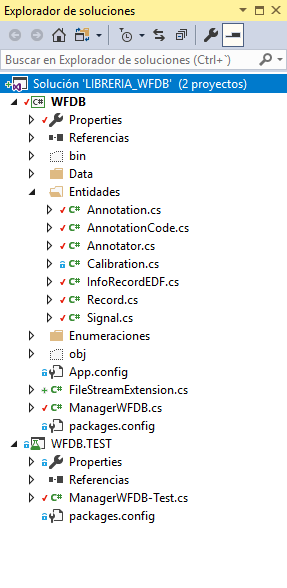 Explorador de soluciones
Buscar en Explorador de soluciones (Ctrl+`)
Solución 'LIBRERIA_WFDB' (2 proyectos)
C# WFDB
Properties
Referencias
bin
Data
Entidades
C# Annotation.cs
C# AnnotationCode.cs
C# Annotator.cs
C# Calibration.cs
C# InfoRecordEDF.cs
C# Record.cs
C# Signal.cs
Enumeraciones
obj
App.config
C# FileStreamExtension.cs
C# ManagerWFDB.cs
packages.config
WFDB.TEST
Properties
Referencias
C# ManagerWFDB-Test.cs
packages.config